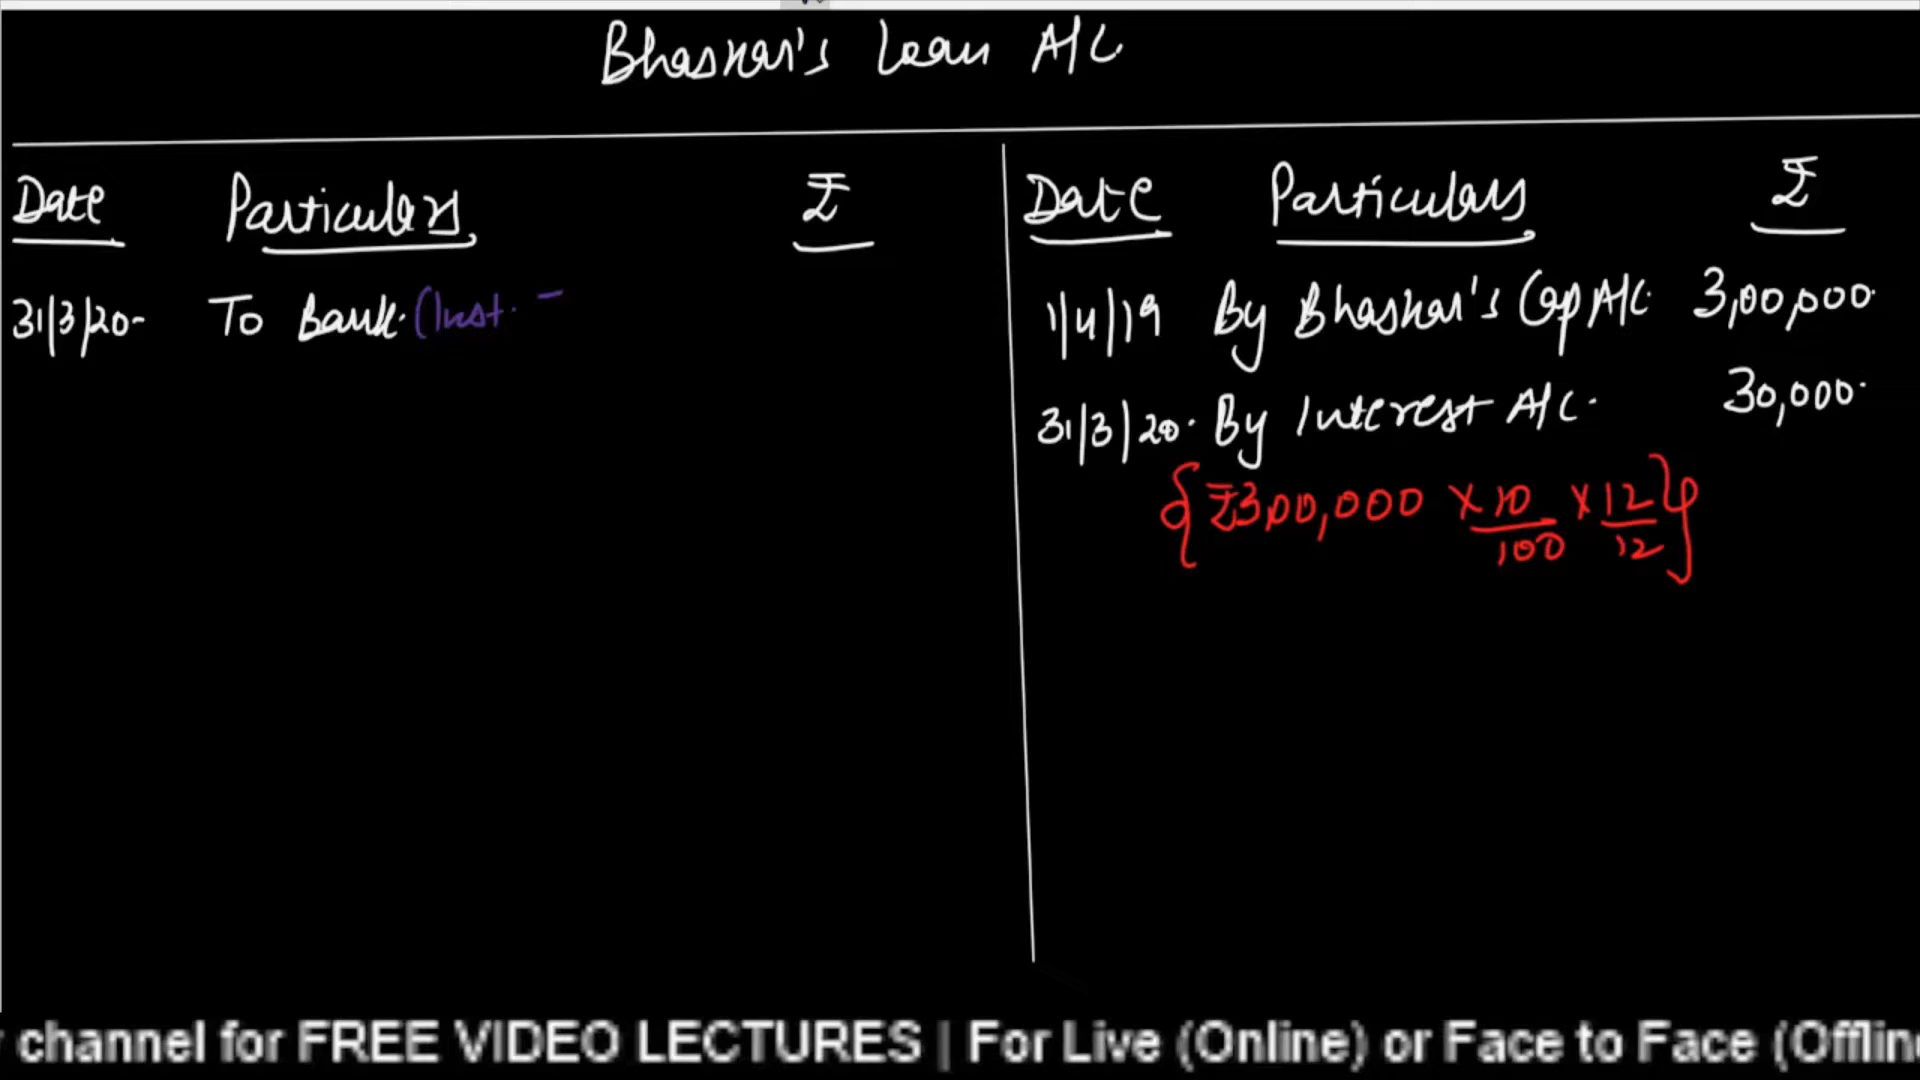 Bhaskar's Loan A/C
Date Particulars ₹ Date Particulars ₹
31/3/20 To Bank (Inst. - 1/4/19 By Bhaskar's Cap A/C 3,00,000
31/3/20 By Interest A/C 30,000
{₹3,00,000 × 10/100 × 12/12}
channel for FREE VIDEO LECTURES | For Live (Online) or Face to Face (Offlin